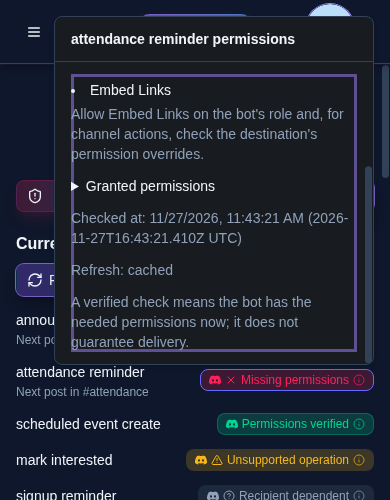 attendance reminder permissions
Embed Links
Allow Embed Links on the bot's role and, for
channel actions, check the destination's
permission overrides.
Granted permissions
Checked at: 11/27/2026, 11:43:21 AM (2026-
11-27T16:43:21.410Z UTC)
Refresh: cached
A verified check means the bot has the
needed permissions now; it does not
guarantee delivery.
attendance reminder
Missing permissions
Next post in #attendance
scheduled event create
Permissions verified
mark interested
Unsupported operation
signup reminder
Recipient dependent